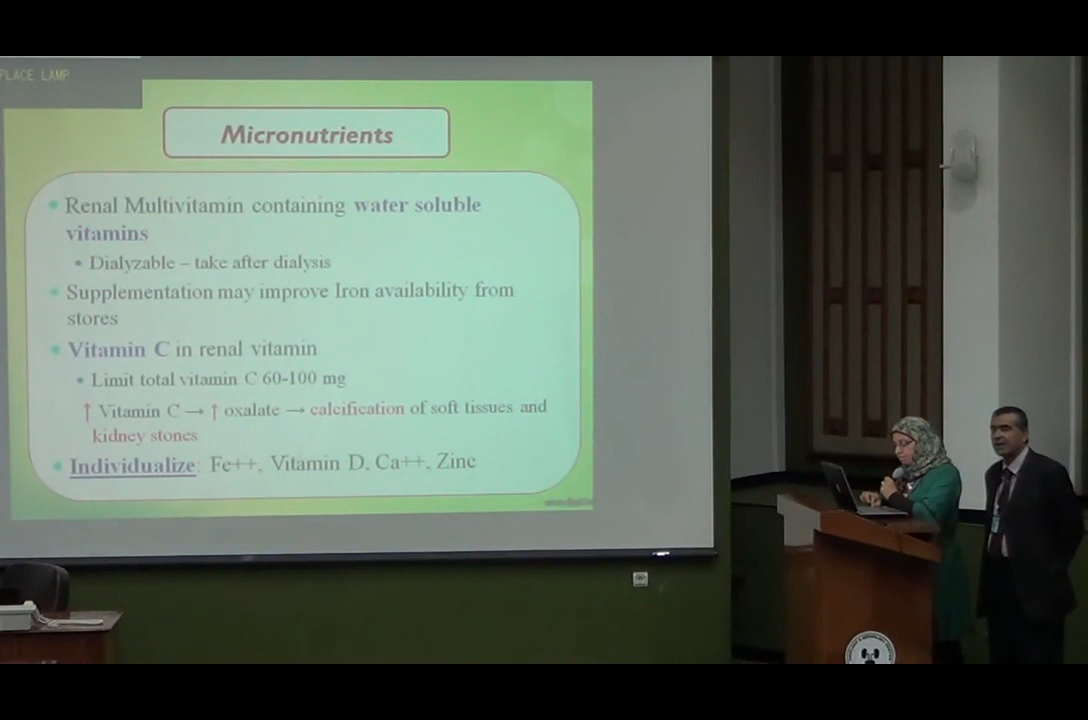 PLACE LAMP
Micronutrients
Renal Multivitamin containing water soluble
vitamins
Dialyzable – take after dialysis
Supplementation may improve Iron availability from
stores
Vitamin C in renal vitamin
Limit total vitamin C 60-100 mg
↑ Vitamin C → ↑ oxalate → calcification of soft tissues and
kidney stones
Individualize: Fe++, Vitamin D, Ca++, Zinc